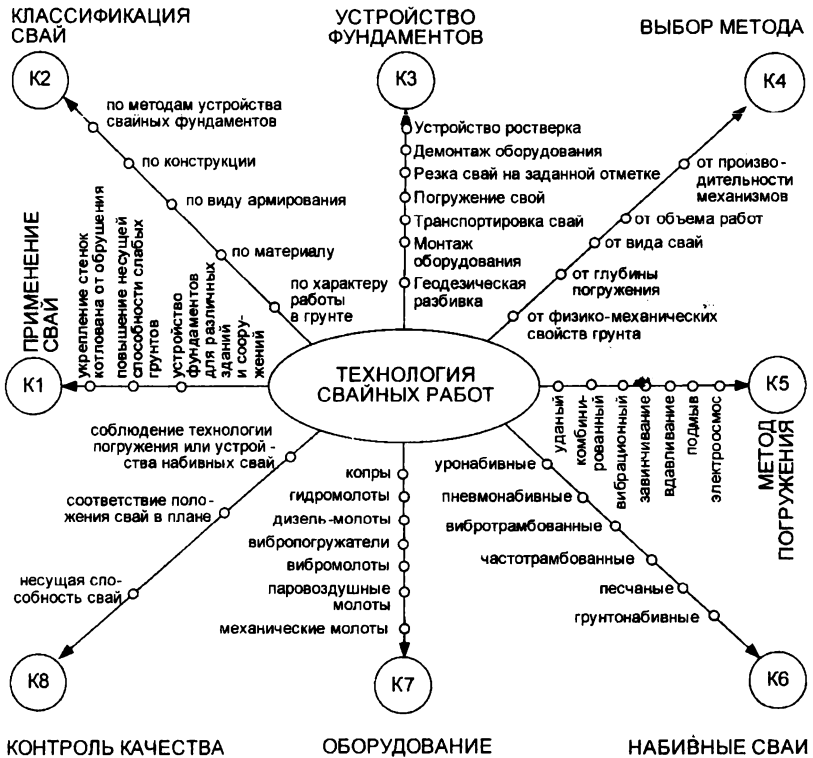 КЛАССИФИКАЦИЯ
СВАЙ
К2
по методам устройства
свайных фундаментов
по конструкции
по виду армирования
по материалу
по характеру
работы
в грунте
УСТРОЙСТВО
ФУНДАМЕНТОВ
К3
Устройство ростверка
Демонтаж оборудования
Резка свай на заданной отметке
Погружение свой
Транспортировка свай
Монтаж
оборудования
Геодезическая
разбивка
ВЫБОР МЕТОДА
К4
от произво-
дительности
механизмов
от объема работ
от вида свай
от глубины
погружения
от физико-механических
свойств грунта
ПРИМЕНЕНИЕ
СВАЙ
К1
укрепление стенок
котлована от обрушения
повышение несущей
способности слабых
грунтов
устройство
фундаментов
для различных
зданий
и соору-
жений
ТЕХНОЛОГИЯ
СВАЙНЫХ РАБОТ
К5
МЕТОД
ПОГРУЖЕНИЯ
уданый
комбини-
рованный
вибрационный
завинчивание
вдавпивание
подмыв
электроосмос
соблюдение технологии
погружения или устрой -
ства набивных свай
соответствие поло-
жения свай в плане
несущая спо-
собность свай
К8
КОНТРОЛЬ КАЧЕСТВА
копры
гидромолоты
дизель-молоты
вибропогружатели
вибромолоты
паровоздушные
молоты
механические молоты
К7
ОБОРУДОВАНИЕ
уронабивные
пневмонабивные
вибротрамбованные
частотрамбованные
песчаные
грунтонабивные
К6
НАБИВНЫЕ СВАИ